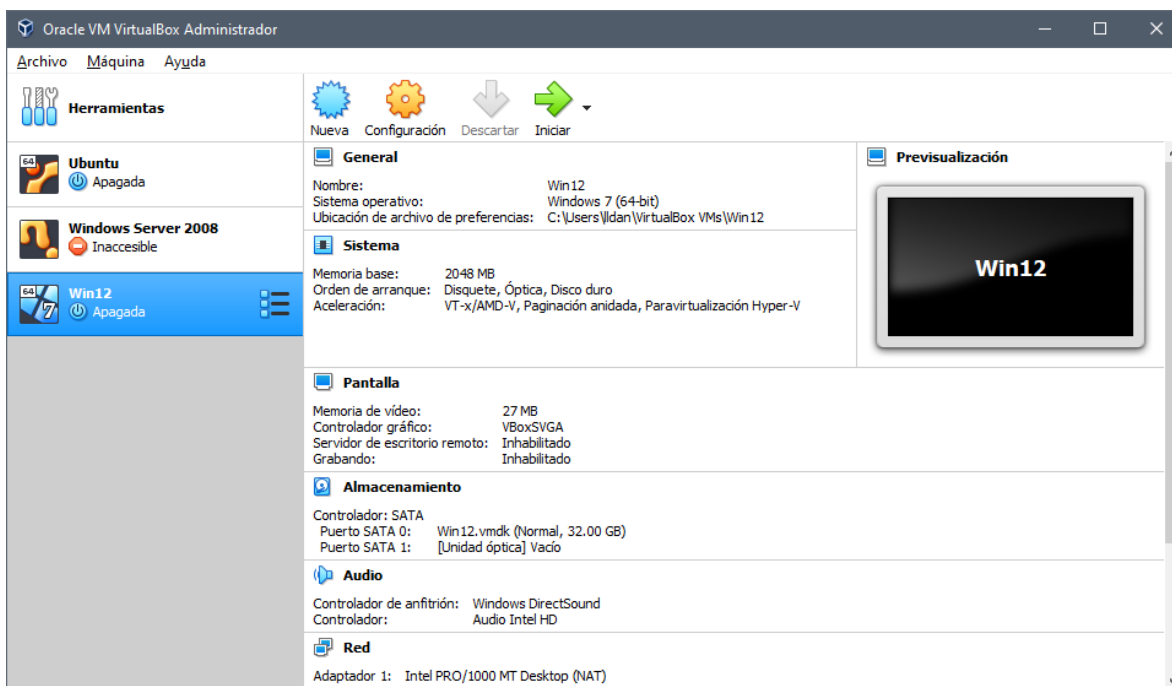 Oracle VM VirtualBox Administrador
Archivo Máquina Ayuda
Herramientas
64
Ubuntu
Apagada
Windows Server 2008
Inaccesible
64
7
Win12
Apagada
Nueva Configuración Descartar Iniciar
General
Nombre: Win12
Sistema operativo: Windows 7 (64-bit)
Ubicación de archivo de preferencias: C:\Users\lldan\VirtualBox VMs\Win12
Previsualización
Win12
Sistema
Memoria base: 2048 MB
Orden de arranque: Disquete, Óptica, Disco duro
Aceleración: VT-x/AMD-V, Paginación anidada, Paravirtualización Hyper-V
Pantalla
Memoria de vídeo: 27 MB
Controlador gráfico: VBoxSVGA
Servidor de escritorio remoto: Inhabilitado
Grabando: Inhabilitado
Almacenamiento
Controlador: SATA
Puerto SATA 0: Win12.vmdk (Normal, 32.00 GB)
Puerto SATA 1: [Unidad óptica] Vacío
Audio
Controlador de anfitrión: Windows DirectSound
Controlador: Audio Intel HD
Red
Adaptador 1: Intel PRO/1000 MT Desktop (NAT)